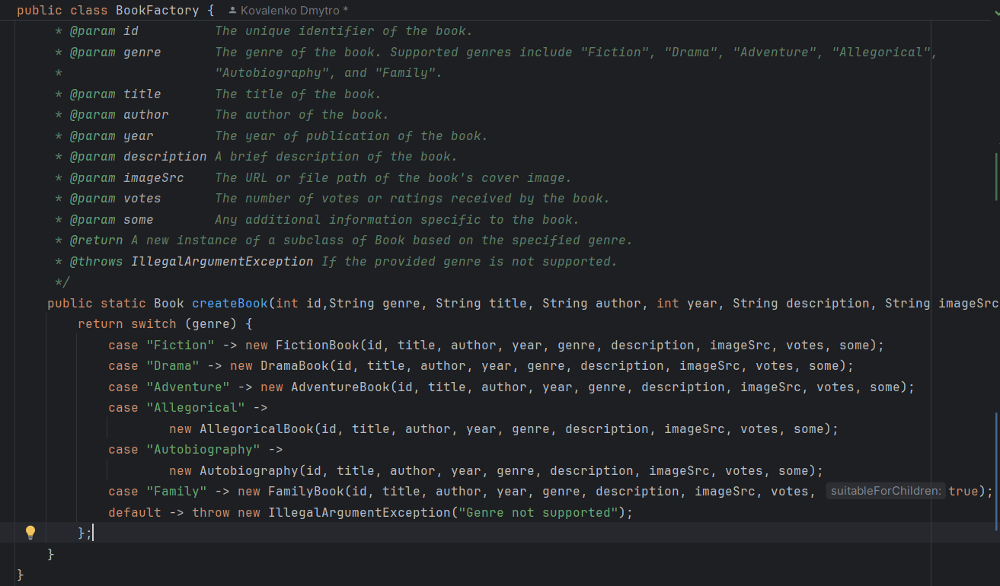 public class BookFactory {  Kovalenko Dmytro *
     * @param id          The unique identifier of the book.
     * @param genre       The genre of the book. Supported genres include "Fiction", "Drama", "Adventure", "Allegorical",
     *                    "Autobiography", and "Family".
     * @param title       The title of the book.
     * @param author      The author of the book.
     * @param year        The year of publication of the book.
     * @param description A brief description of the book.
     * @param imageSrc    The URL or file path of the book's cover image.
     * @param votes       The number of votes or ratings received by the book.
     * @param some        Any additional information specific to the book.
     * @return A new instance of a subclass of Book based on the specified genre.
     * @throws IllegalArgumentException If the provided genre is not supported.
     */
    public static Book createBook(int id,String genre, String title, String author, int year, String description, String imageSrc
        return switch (genre) {
            case "Fiction" -> new FictionBook(id, title, author, year, genre, description, imageSrc, votes, some);
            case "Drama" -> new DramaBook(id, title, author, year, genre, description, imageSrc, votes, some);
            case "Adventure" -> new AdventureBook(id, title, author, year, genre, description, imageSrc, votes, some);
            case "Allegorical" ->
                    new AllegoricalBook(id, title, author, year, genre, description, imageSrc, votes, some);
            case "Autobiography" ->
                    new Autobiography(id, title, author, year, genre, description, imageSrc, votes, some);
            case "Family" -> new FamilyBook(id, title, author, year, genre, description, imageSrc, votes, suitableForChildren: true);
            default -> throw new IllegalArgumentException("Genre not supported");
        };
    }
}